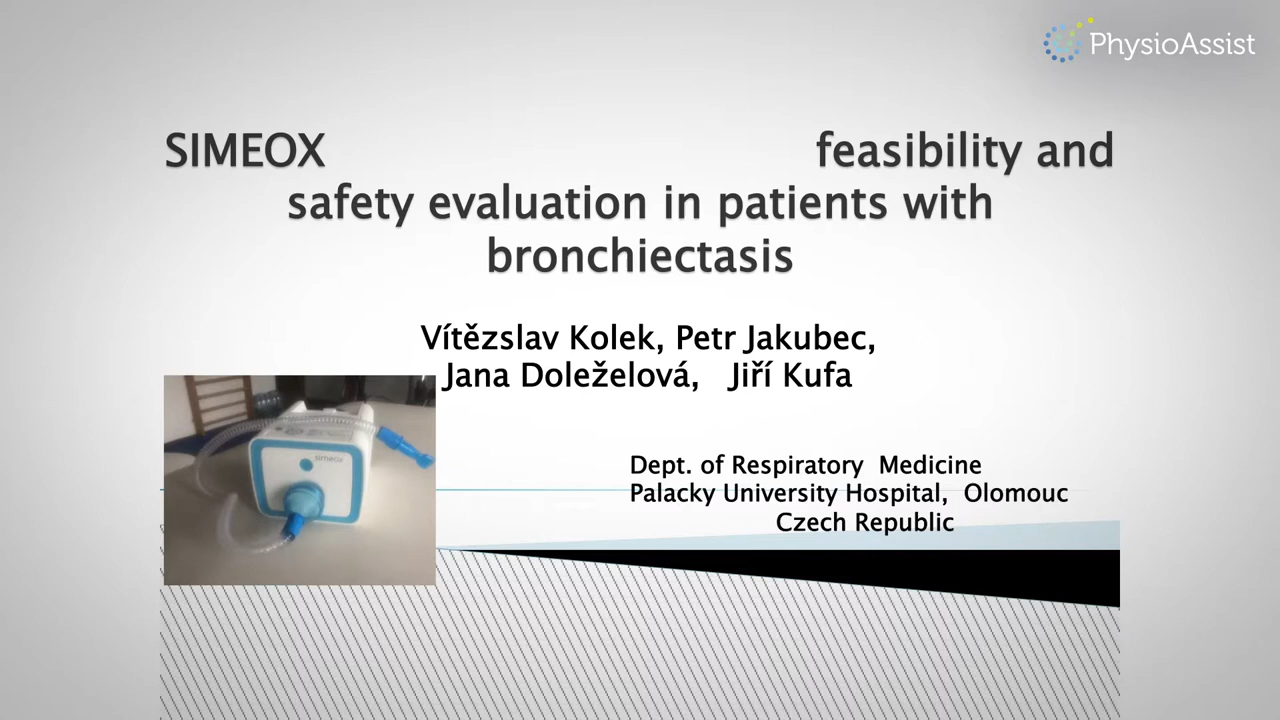 PhysioAssist
SIMEOX feasibility and
safety evaluation in patients with
bronchiectasis
Vítězslav Kolek, Petr Jakubec,
Jana Doleželová, Jiří Kufa
simeox
Dept. of Respiratory Medicine
Palacky University Hospital, Olomouc
Czech Republic